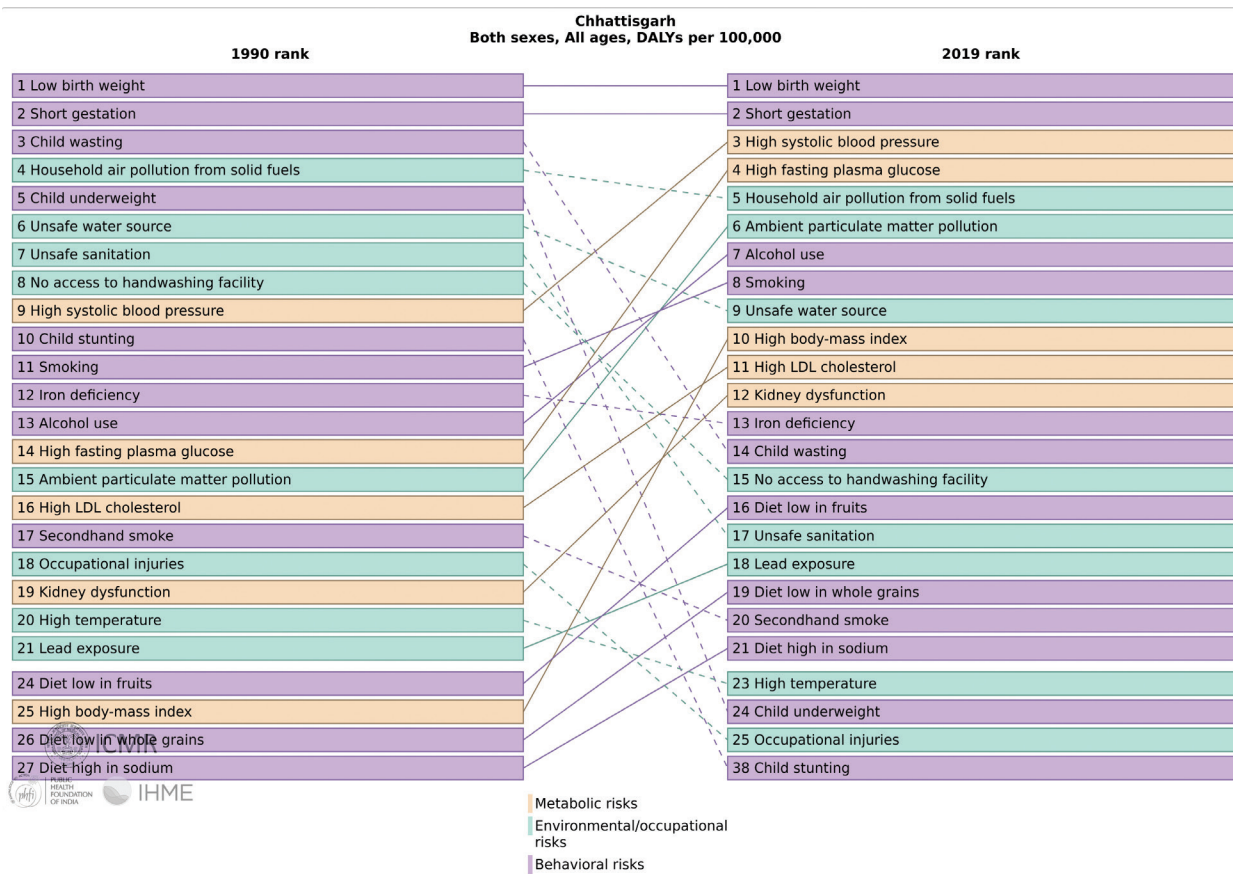 Chhattisgarh
Both sexes, All ages, DALYs per 100,000
1990 rank
2019 rank
1 Low birth weight
2 Short gestation
3 Child wasting
4 Household air pollution from solid fuels
5 Child underweight
6 Unsafe water source
7 Unsafe sanitation
8 No access to handwashing facility
9 High systolic blood pressure
10 Child stunting
11 Smoking
12 Iron deficiency
13 Alcohol use
14 High fasting plasma glucose
15 Ambient particulate matter pollution
16 High LDL cholesterol
17 Secondhand smoke
18 Occupational injuries
19 Kidney dysfunction
20 High temperature
21 Lead exposure
24 Diet low in fruits
25 High body-mass index
26 Diet low in whole grains
27 Diet high in sodium
1 Low birth weight
2 Short gestation
3 High systolic blood pressure
4 High fasting plasma glucose
5 Household air pollution from solid fuels
6 Ambient particulate matter pollution
7 Alcohol use
8 Smoking
9 Unsafe water source
10 High body-mass index
11 High LDL cholesterol
12 Kidney dysfunction
13 Iron deficiency
14 Child wasting
15 No access to handwashing facility
16 Diet low in fruits
17 Unsafe sanitation
18 Lead exposure
19 Diet low in whole grains
20 Secondhand smoke
21 Diet high in sodium
23 High temperature
24 Child underweight
25 Occupational injuries
38 Child stunting
ICMR
phfi
PUBLIC
HEALTH
FOUNDATION
OF INDIA
IHME
Metabolic risks
Environmental/occupational
risks
Behavioral risks